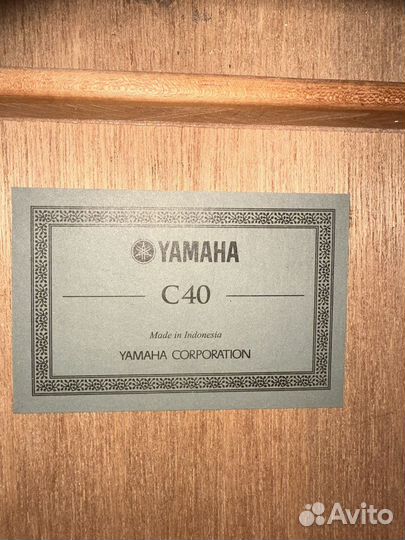 YAMAHA
C40
Made in Indonesia
YAMAHA CORPORATION
Avito